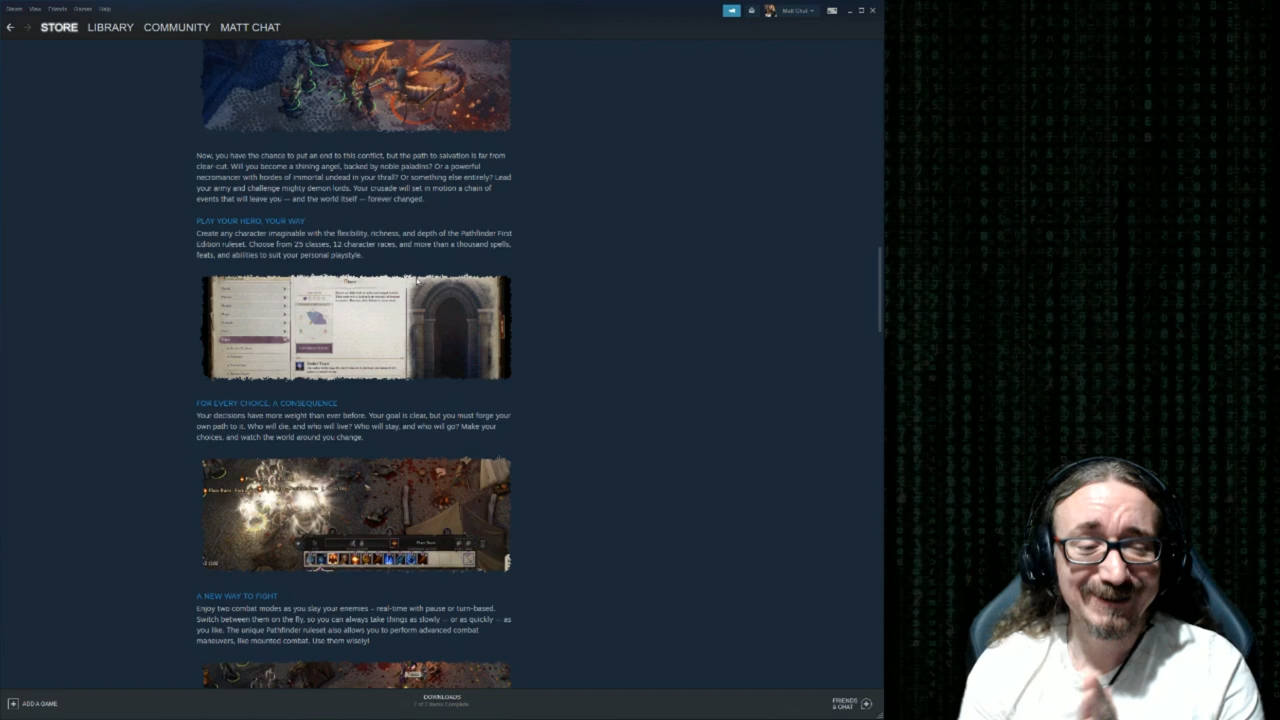 Steam View Friends Games Help
Matt Chat
STORE LIBRARY COMMUNITY MATT CHAT
Now, you have the chance to put an end to this conflict, but the path to salvation is far from
clear-cut. Will you become a shining angel, backed by noble paladins? Or a powerful
necromancer with hordes of immortal undead in your thrall? Or something else entirely? Lead
your army and challenge mighty demon lords. Your crusade will set in motion a chain of
events that will leave you — and the world itself — forever changed.
PLAY YOUR HERO, YOUR WAY
Create any character imaginable with the flexibility, richness, and depth of the Pathfinder First
Edition ruleset. Choose from 25 classes, 12 character races, and more than a thousand spells,
feats, and abilities to suit your personal playstyle.
FOR EVERY CHOICE, A CONSEQUENCE
Your decisions have more weight than ever before. Your goal is clear, but you must forge your
own path to it. Who will die, and who will live? Who will stay, and who will go? Make your
choices, and watch the world around you change.
A NEW WAY TO FIGHT
Enjoy two combat modes as you slay your enemies – real-time with pause or turn-based.
Switch between them on the fly, so you can always take things as slowly — or as quickly — as
you like. The unique Pathfinder ruleset also allows you to perform advanced combat
maneuvers, like mounted combat. Use them wisely!
ADD A GAME
DOWNLOADS
2 of 2 Items Complete
FRIENDS
& CHAT